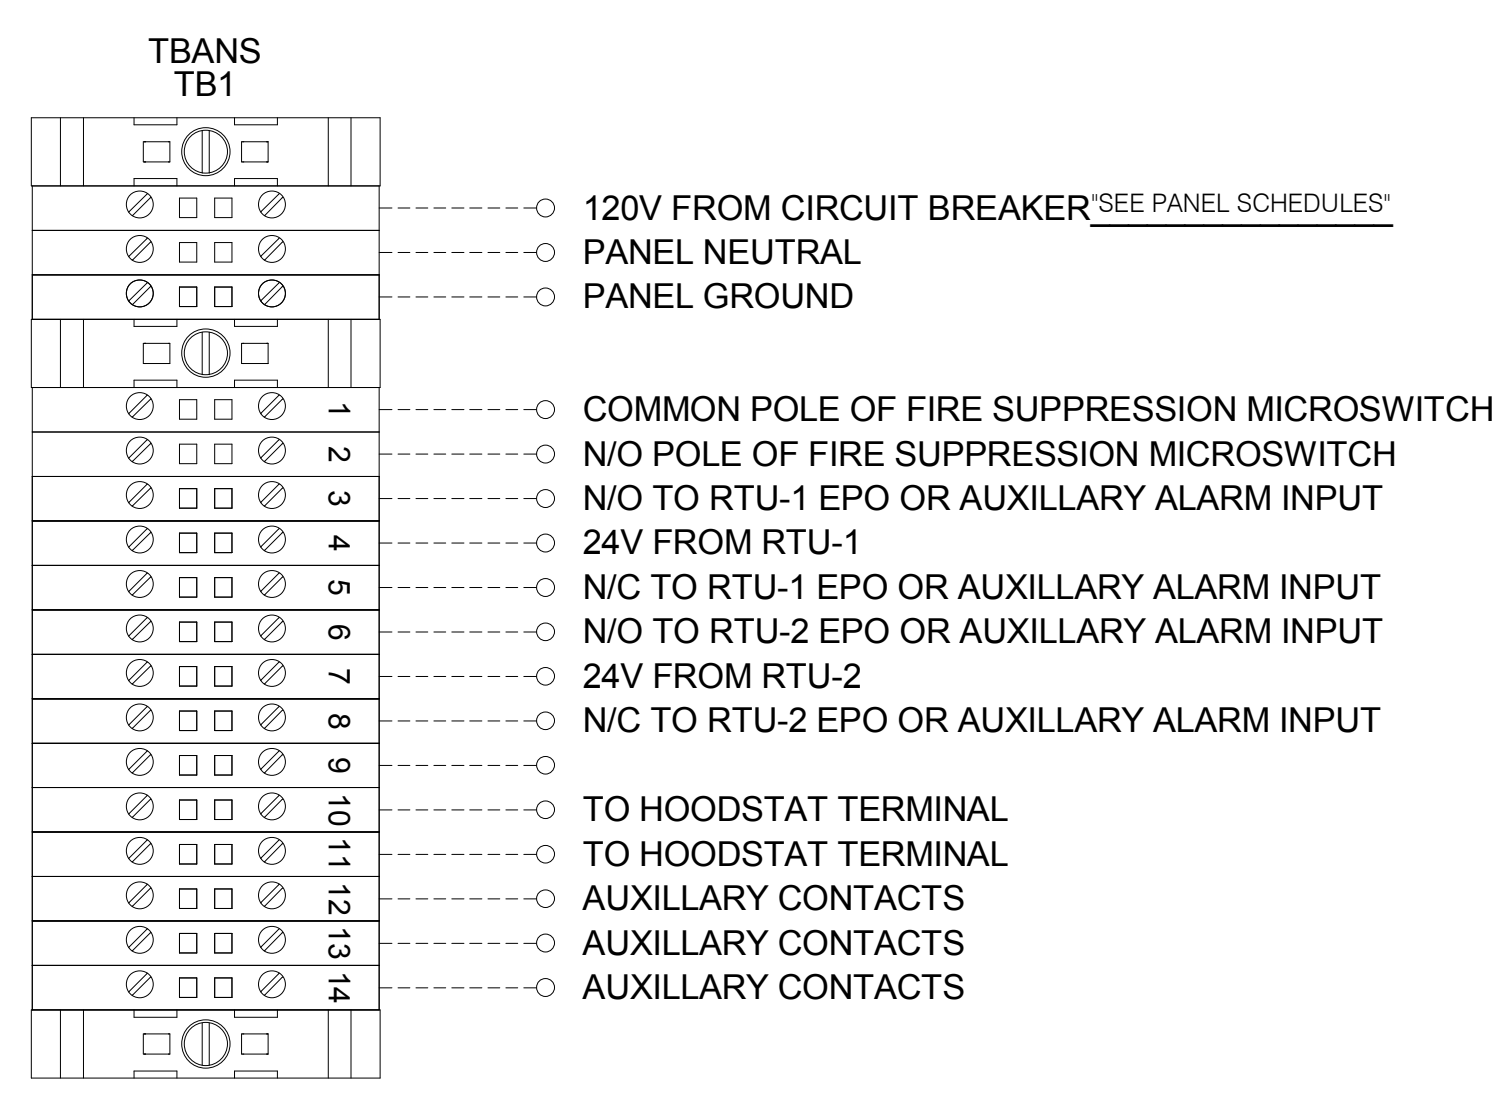 TBANS
TB1
120V FROM CIRCUIT BREAKER "SEE PANEL SCHEDULES"
PANEL NEUTRAL
PANEL GROUND
1 COMMON POLE OF FIRE SUPPRESSION MICROSWITCH
2 N/O POLE OF FIRE SUPPRESSION MICROSWITCH
3 N/O TO RTU-1 EPO OR AUXILLARY ALARM INPUT
4 24V FROM RTU-1
5 N/C TO RTU-1 EPO OR AUXILLARY ALARM INPUT
6 N/O TO RTU-2 EPO OR AUXILLARY ALARM INPUT
7 24V FROM RTU-2
8 N/C TO RTU-2 EPO OR AUXILLARY ALARM INPUT
9
10 TO HOODSTAT TERMINAL
11 TO HOODSTAT TERMINAL
12 AUXILLARY CONTACTS
13 AUXILLARY CONTACTS
14 AUXILLARY CONTACTS